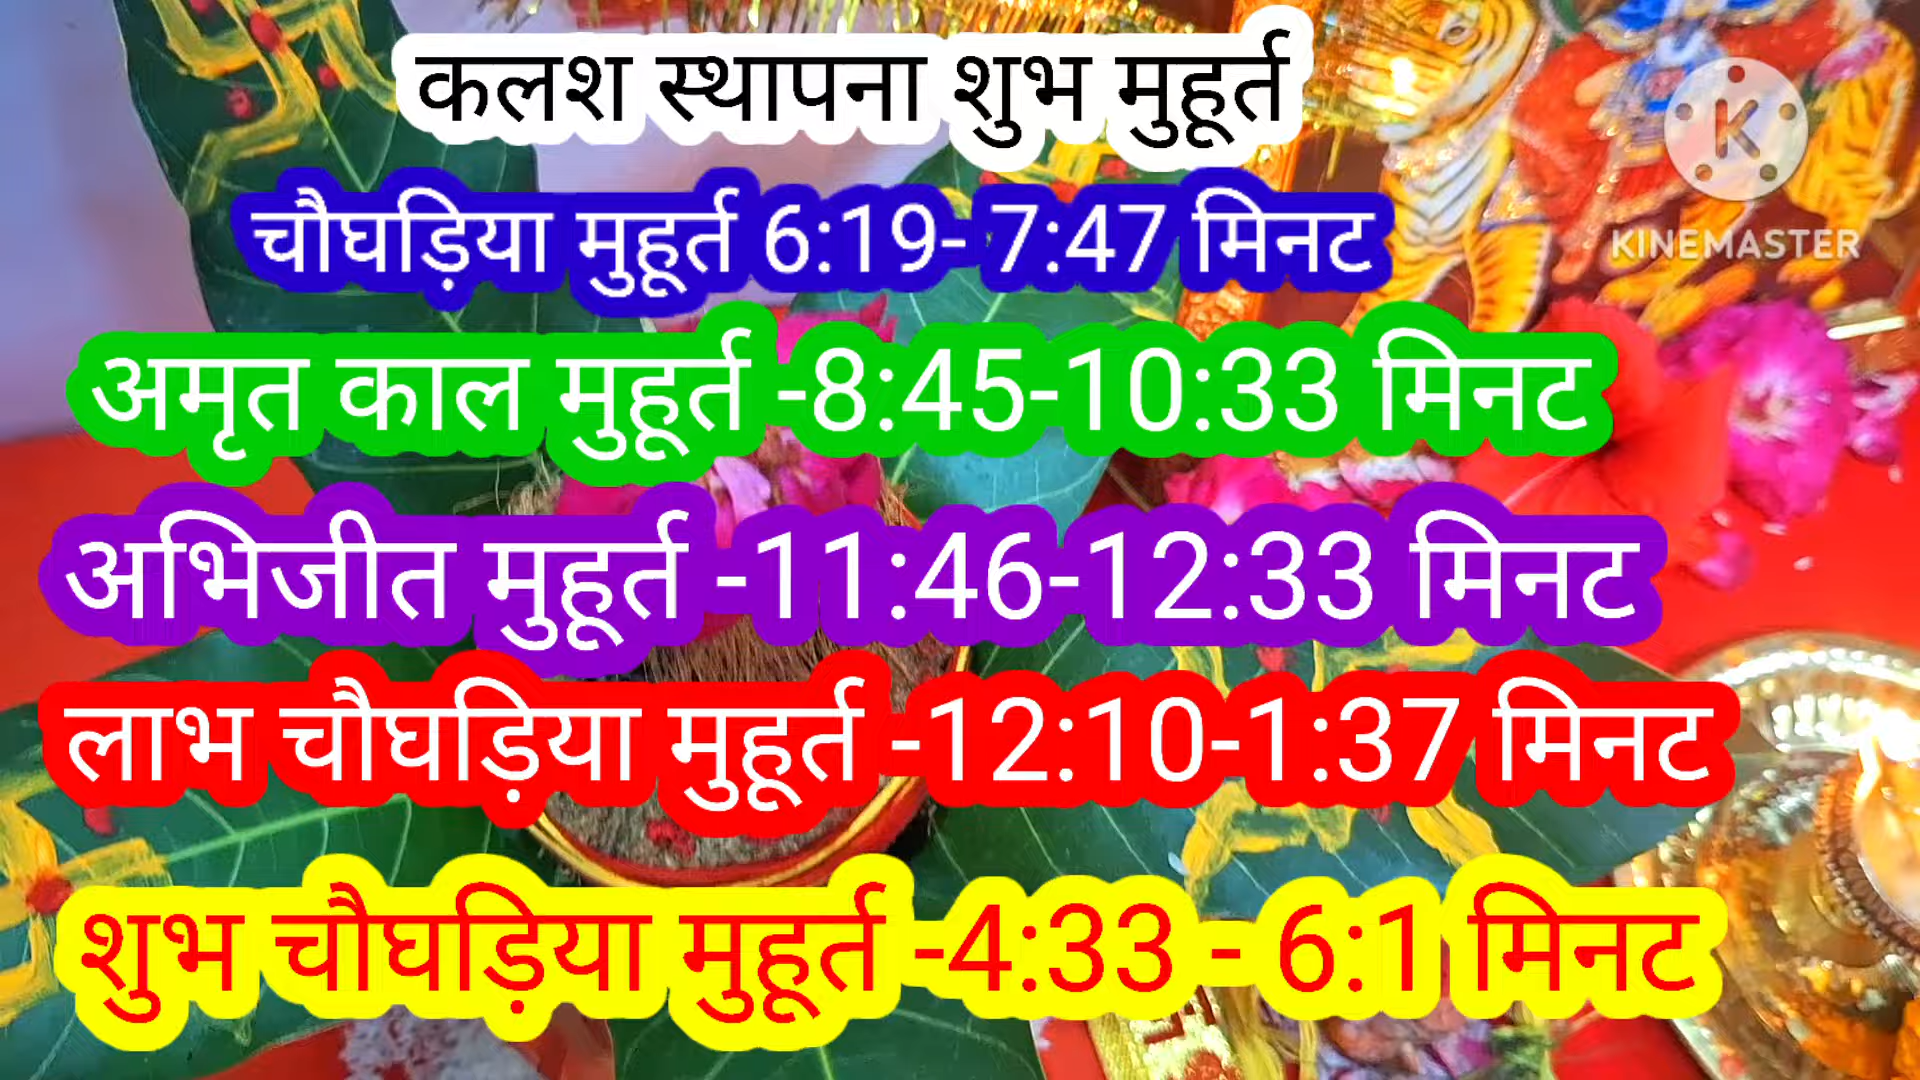 कलश स्थापना शुभ मुहूर्त
चौघड़िया मुहूर्त 6:19- 7:47 मिनट
अमृत काल मुहूर्त -8:45-10:33 मिनट
अभिजीत मुहूर्त -11:46-12:33 मिनट
लाभ चौघड़िया मुहूर्त -12:10-1:37 मिनट
शुभ चौघड़िया मुहूर्त -4:33 - 6:1 मिनट
K
KINEMASTER